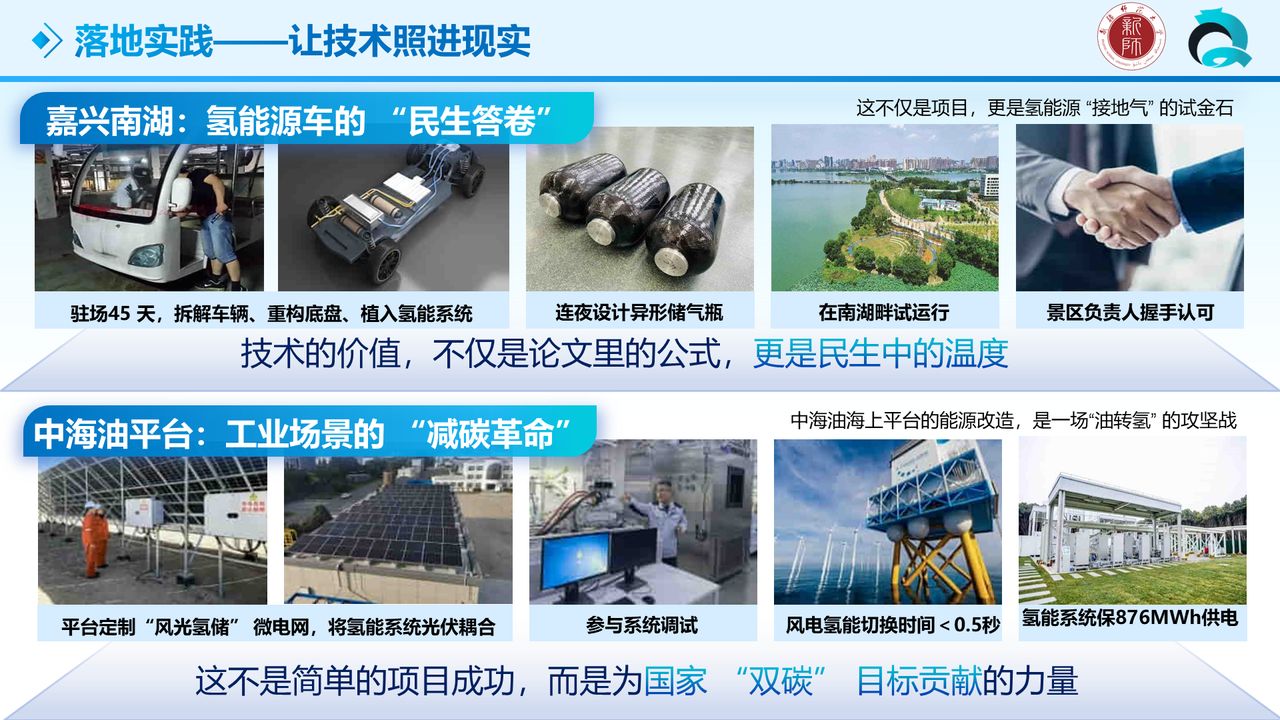 落地实践——让技术照进现实
新师
嘉兴南湖：氢能源车的 “民生答卷”
这不仅是项目，更是氢能源 “接地气” 的试金石
驻场45 天，拆解车辆、重构底盘、植入氢能系统
连夜设计异形储气瓶
在南湖畔试运行
景区负责人握手认可
技术的价值，不仅是论文里的公式，更是民生中的温度
中海油平台：工业场景的 “减碳革命”
中海油海上平台的能源改造，是一场“油转氢” 的攻坚战
平台定制“风光氢储” 微电网，将氢能系统光伏耦合
参与系统调试
风电氢能切换时间＜0.5秒
氢能系统保876MWh供电
这不是简单的项目成功，而是为国家 “双碳” 目标贡献的力量